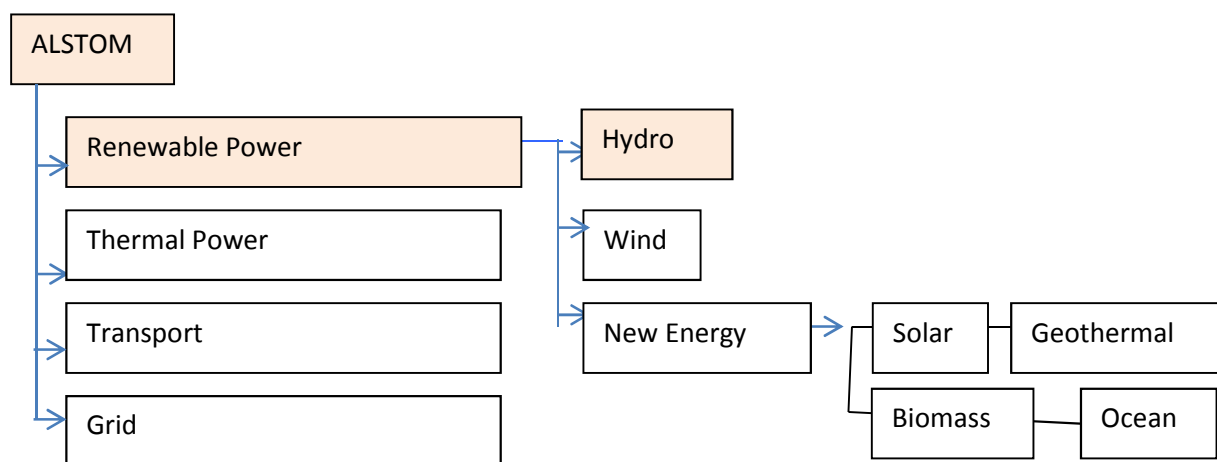 ALSTOM
Renewable Power
Hydro
Thermal Power
Wind
Transport
New Energy
Solar
Geothermal
Grid
Biomass
Ocean